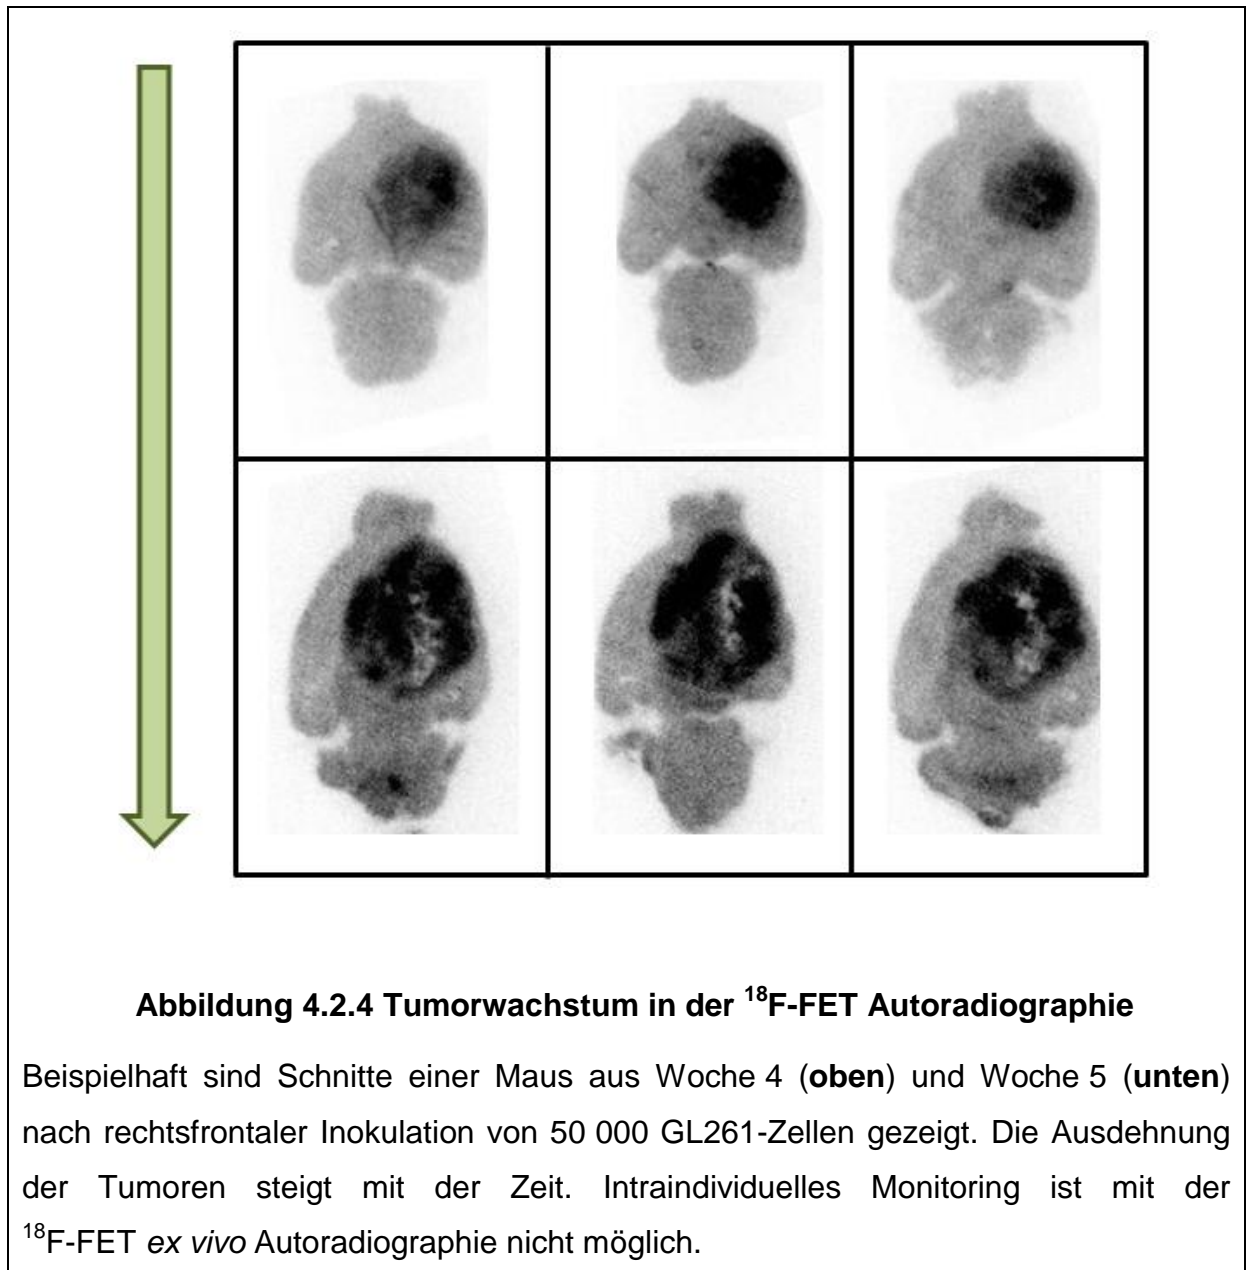 Abbildung 4.2.4 Tumorwachstum in der ¹⁸F-FET Autoradiographie
Beispielhaft sind Schnitte einer Maus aus Woche 4 (oben) und Woche 5 (unten)
nach rechtsfrontaler Inokulation von 50 000 GL261-Zellen gezeigt. Die Ausdehnung
der Tumoren steigt mit der Zeit. Intraindividuelles Monitoring ist mit der
¹⁸F-FET ex vivo Autoradiographie nicht möglich.